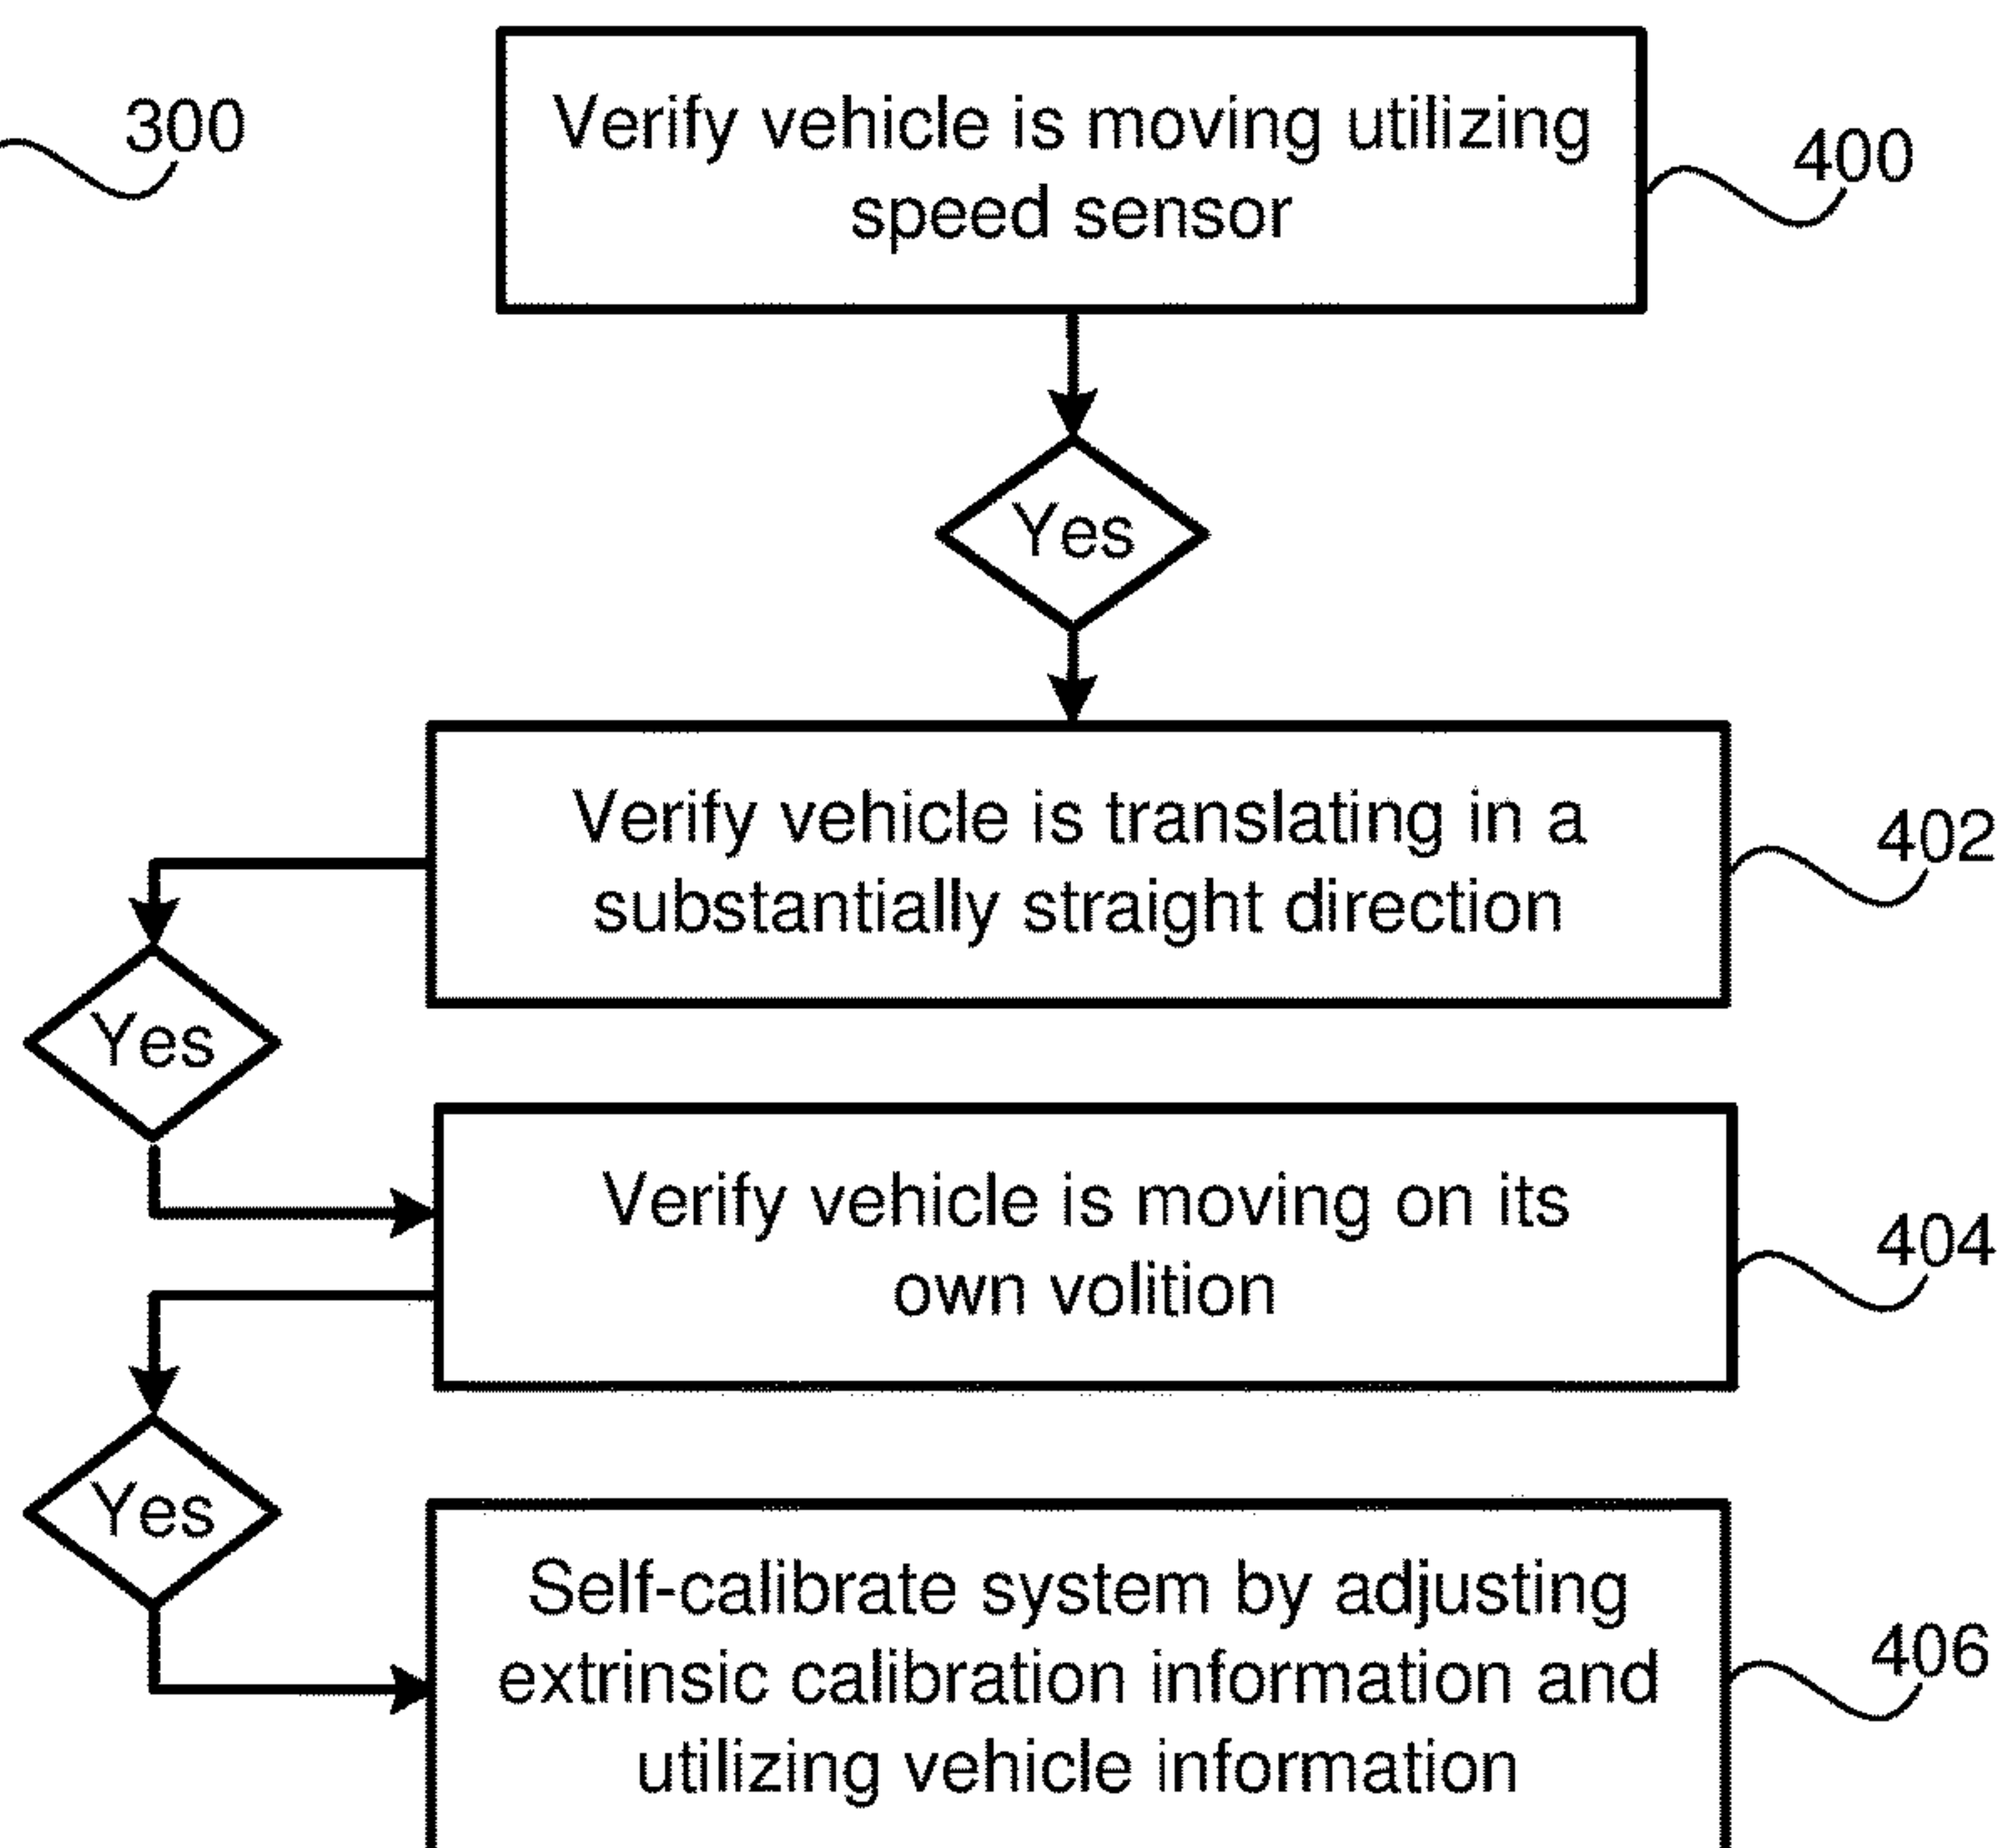 300
Verify vehicle is moving utilizing
speed sensor
400
Yes
Verify vehicle is translating in a
substantially straight direction
402
Yes
Verify vehicle is moving on its
own volition
404
Yes
Self-calibrate system by adjusting
extrinsic calibration information and
utilizing vehicle information
406